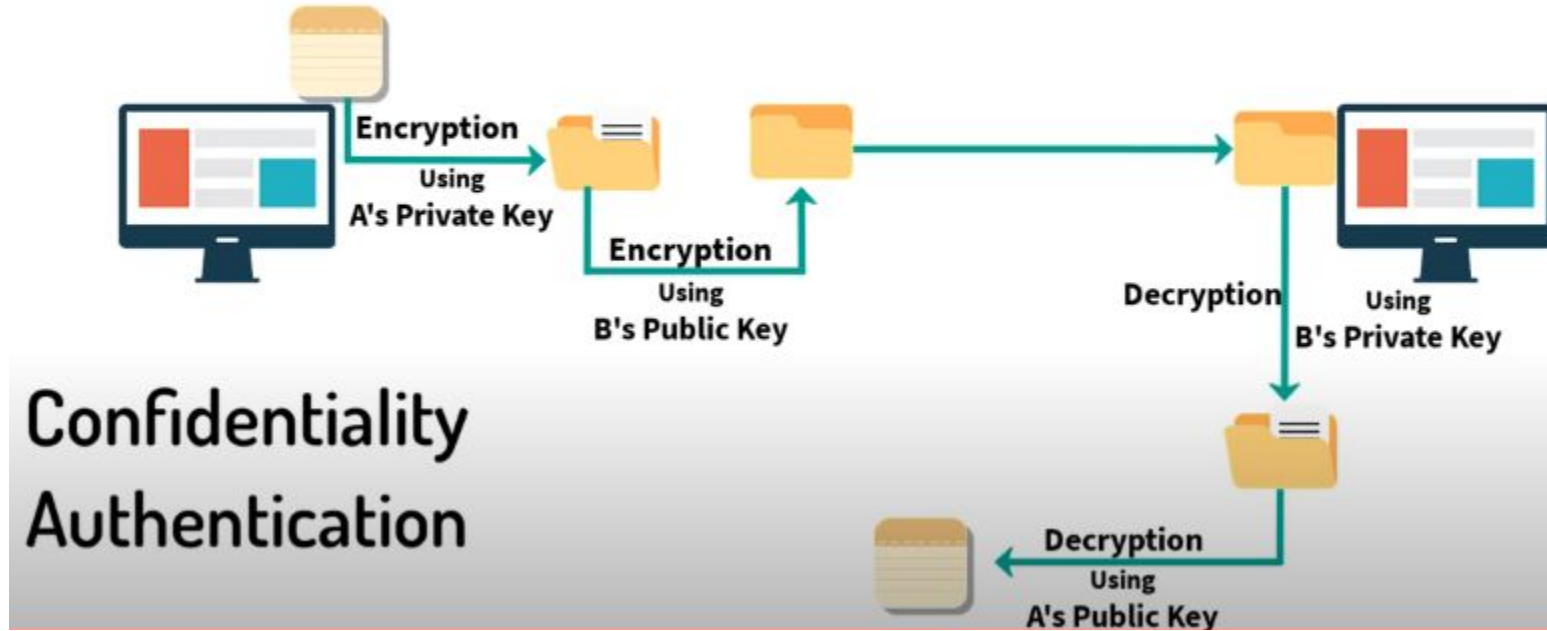 Encryption
Using
A's Private Key
Encryption
Using
B's Public Key
Decryption
Using
B's Private Key
Decryption
Using
A's Public Key
Confidentiality
Authentication